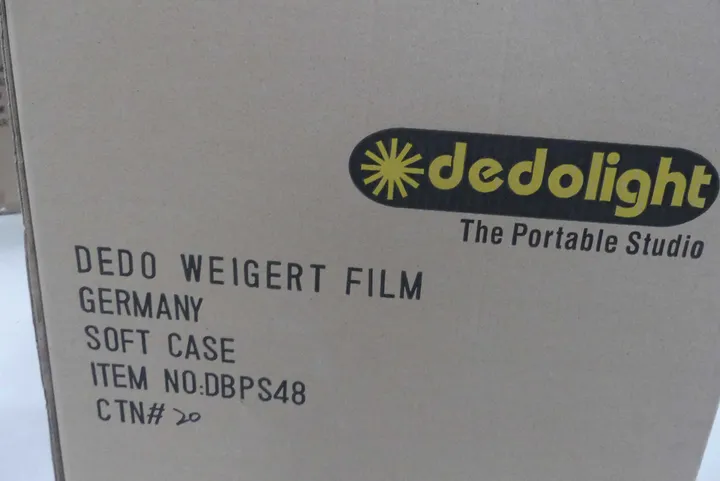 dedolight
The Portable Studio
DEDO WEIGERT FILM
GERMANY
SOFT CASE
ITEM NO:DBPS48
CTN# 20